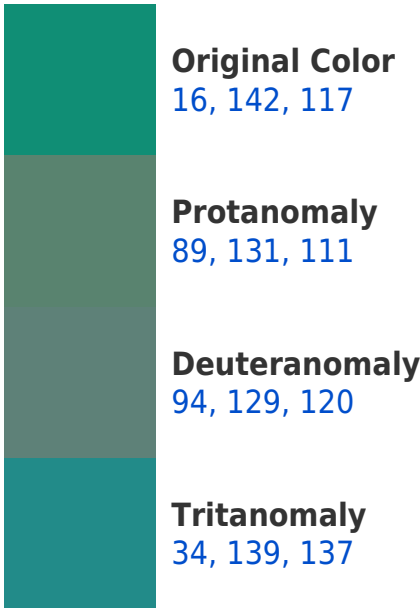 Original Color
16, 142, 117
Protanomaly
89, 131, 111
Deuteranomaly
94, 129, 120
Tritanomaly
34, 139, 137